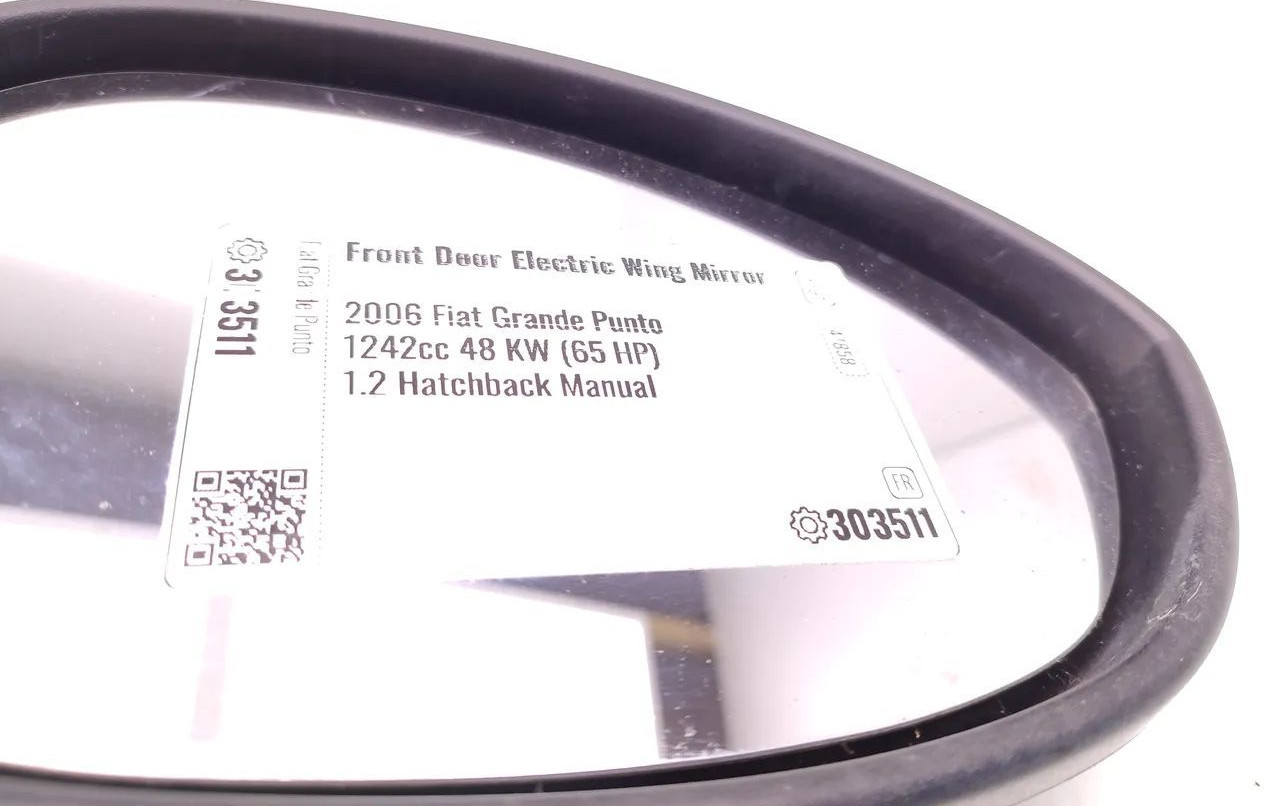 Front Door Electric Wing Mirror
2006 Fiat Grande Punto
1242cc 48 KW (65 HP)
1.2 Hatchback Manual
FR
303511
3511
Punto